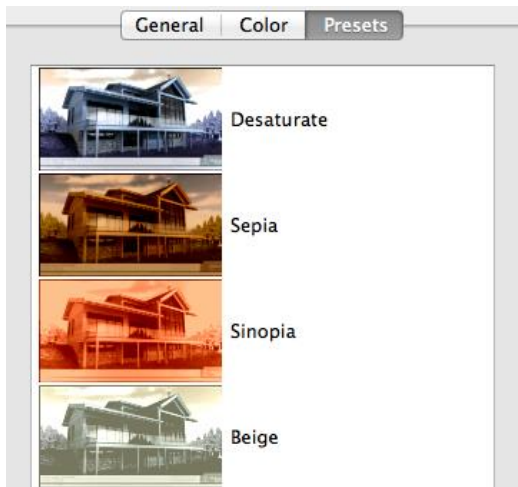 General Color Presets
Desaturate
Sepia
Sinopia
Beige